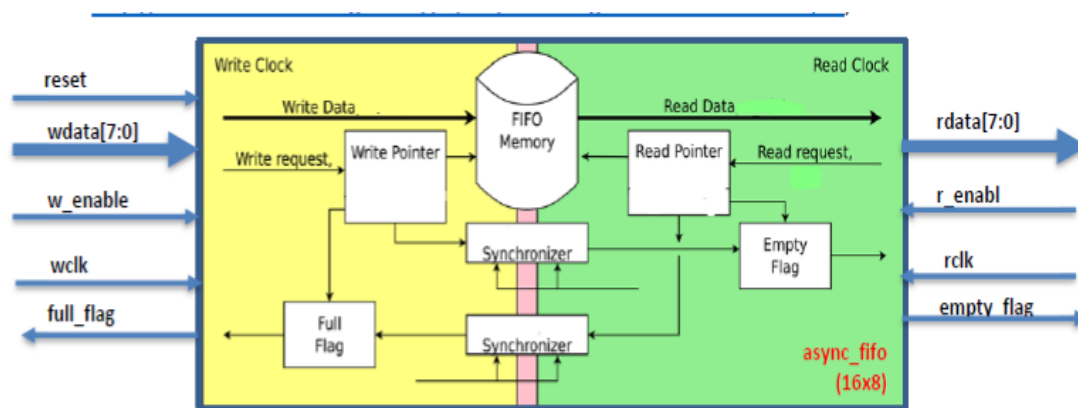 Write Clock
Read Clock
reset
Write Data
FIFO
Memory
Read Data
wdata[7:0]
rdata[7:0]
Write Pointer
Read Pointer
Write request,
Read request,
w_enable
r_enabl
Synchronizer
Empty
Flag
wclk
rclk
full_flag
Full
Flag
Synchronizer
empty_flag
async_fifo
(16x8)